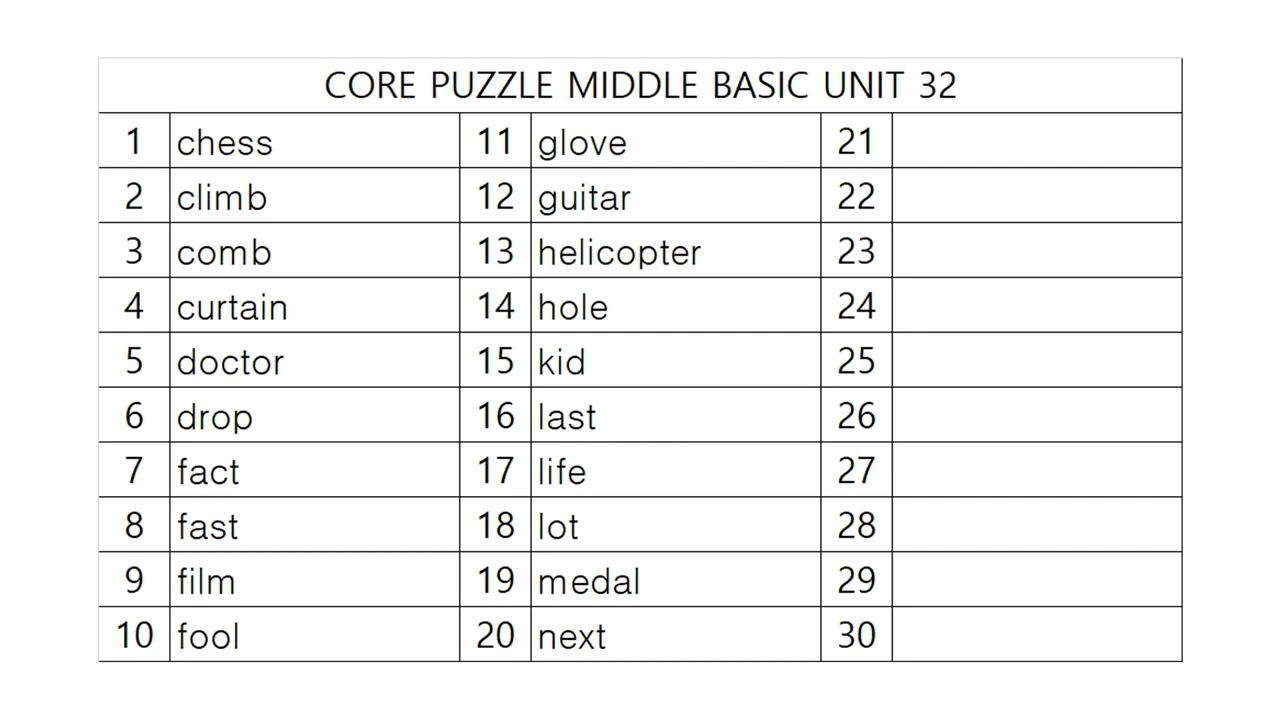 CORE PUZZLE MIDDLE BASIC UNIT 32
1 chess 11 glove 21
2 climb 12 guitar 22
3 comb 13 helicopter 23
4 curtain 14 hole 24
5 doctor 15 kid 25
6 drop 16 last 26
7 fact 17 life 27
8 fast 18 lot 28
9 film 19 medal 29
10 fool 20 next 30